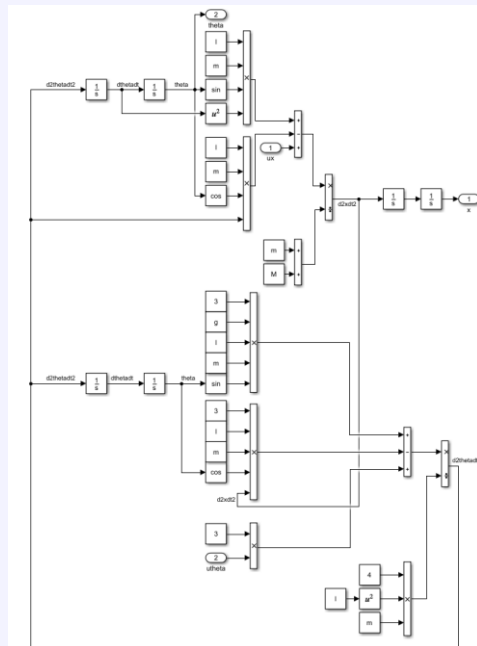 2
theta
l
m
d2thetadt2 1/s dthetadt 1/s theta sin
u²
×
l
m
cos
×
+
−
+
1
ux
×
÷
d2xdt2
1/s 1/s 1
x
m
M
+
+
3
g
l
m
d2thetadt2 1/s dthetadt 1/s theta sin
×
3
l
m
cos
×
d2xdt2
+
−
+
×
÷
d2thetadt
3
2
utheta
×
4
l u²
m
×